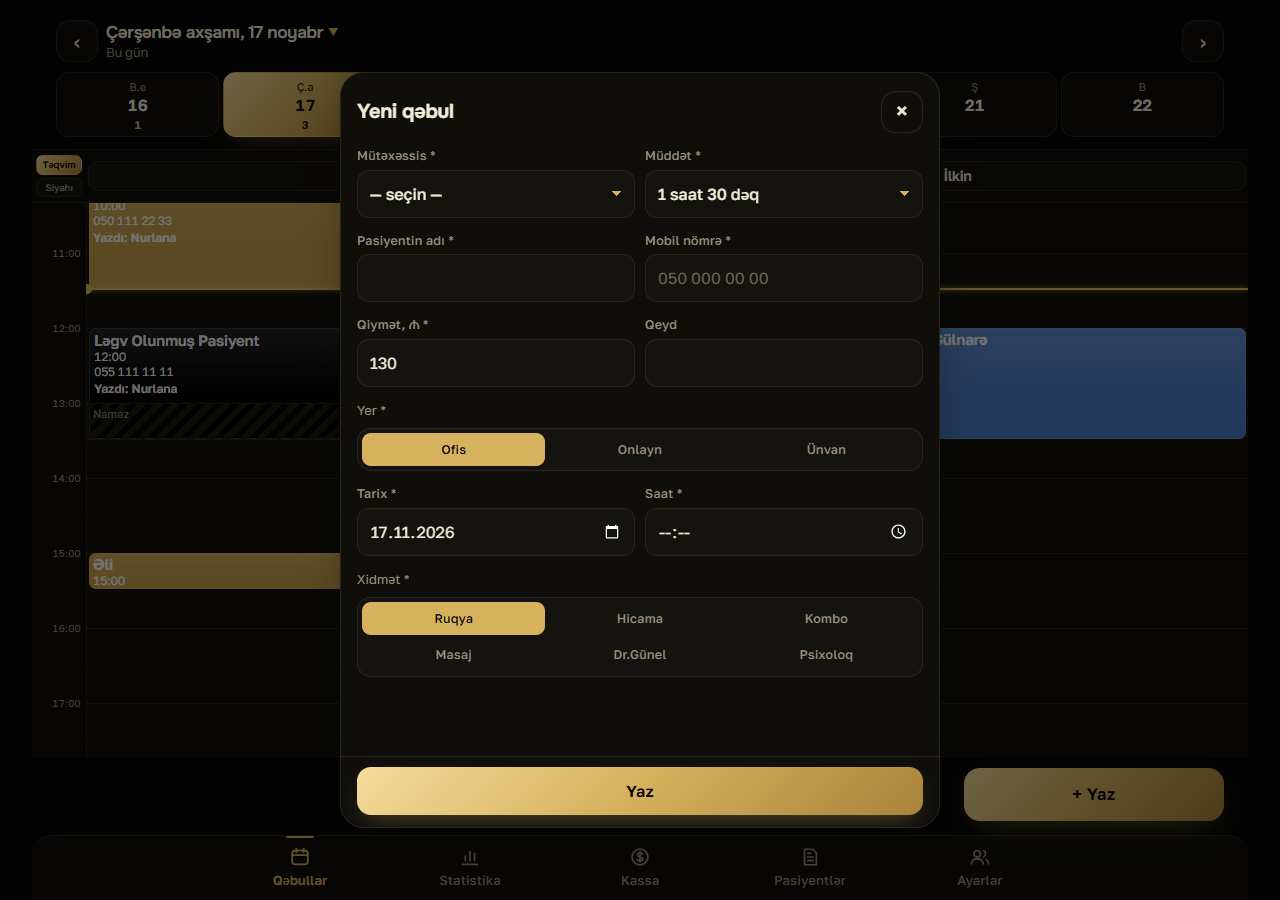 ‹ Çərşənbə axşamı, 17 noyabr ▼ ›
Bu gün
B.e Ç.a Ş B
16 17 21 22
1 3
Yeni qəbul ×
Təqvim
Siyahı
İlkin
Mütəxəssis * Müddət *
— seçin — 1 saat 30 dəq
10:00
050 111 22 33
Yazdı: Nurlana
11:00
Pasiyentin adı * Mobil nömrə *
050 000 00 00
Qiymət, ₼ * Qeyd
130
12:00
Ləgv Olunmuş Pasiyent
12:00
055 111 11 11
Yazdı: Nurlana
Gülnarə
13:00
Namaz
Yer *
Ofis Onlayn Ünvan
14:00
Tarix * Saat *
17.11.2026 --:--
15:00
Əli
15:00
Xidmət *
Ruqya Hicama Kombo
Masaj Dr.Günel Psixoloq
16:00
17:00
Yaz
+ Yaz
Qəbullar Statistika Kassa Pasiyentlər Ayarlar